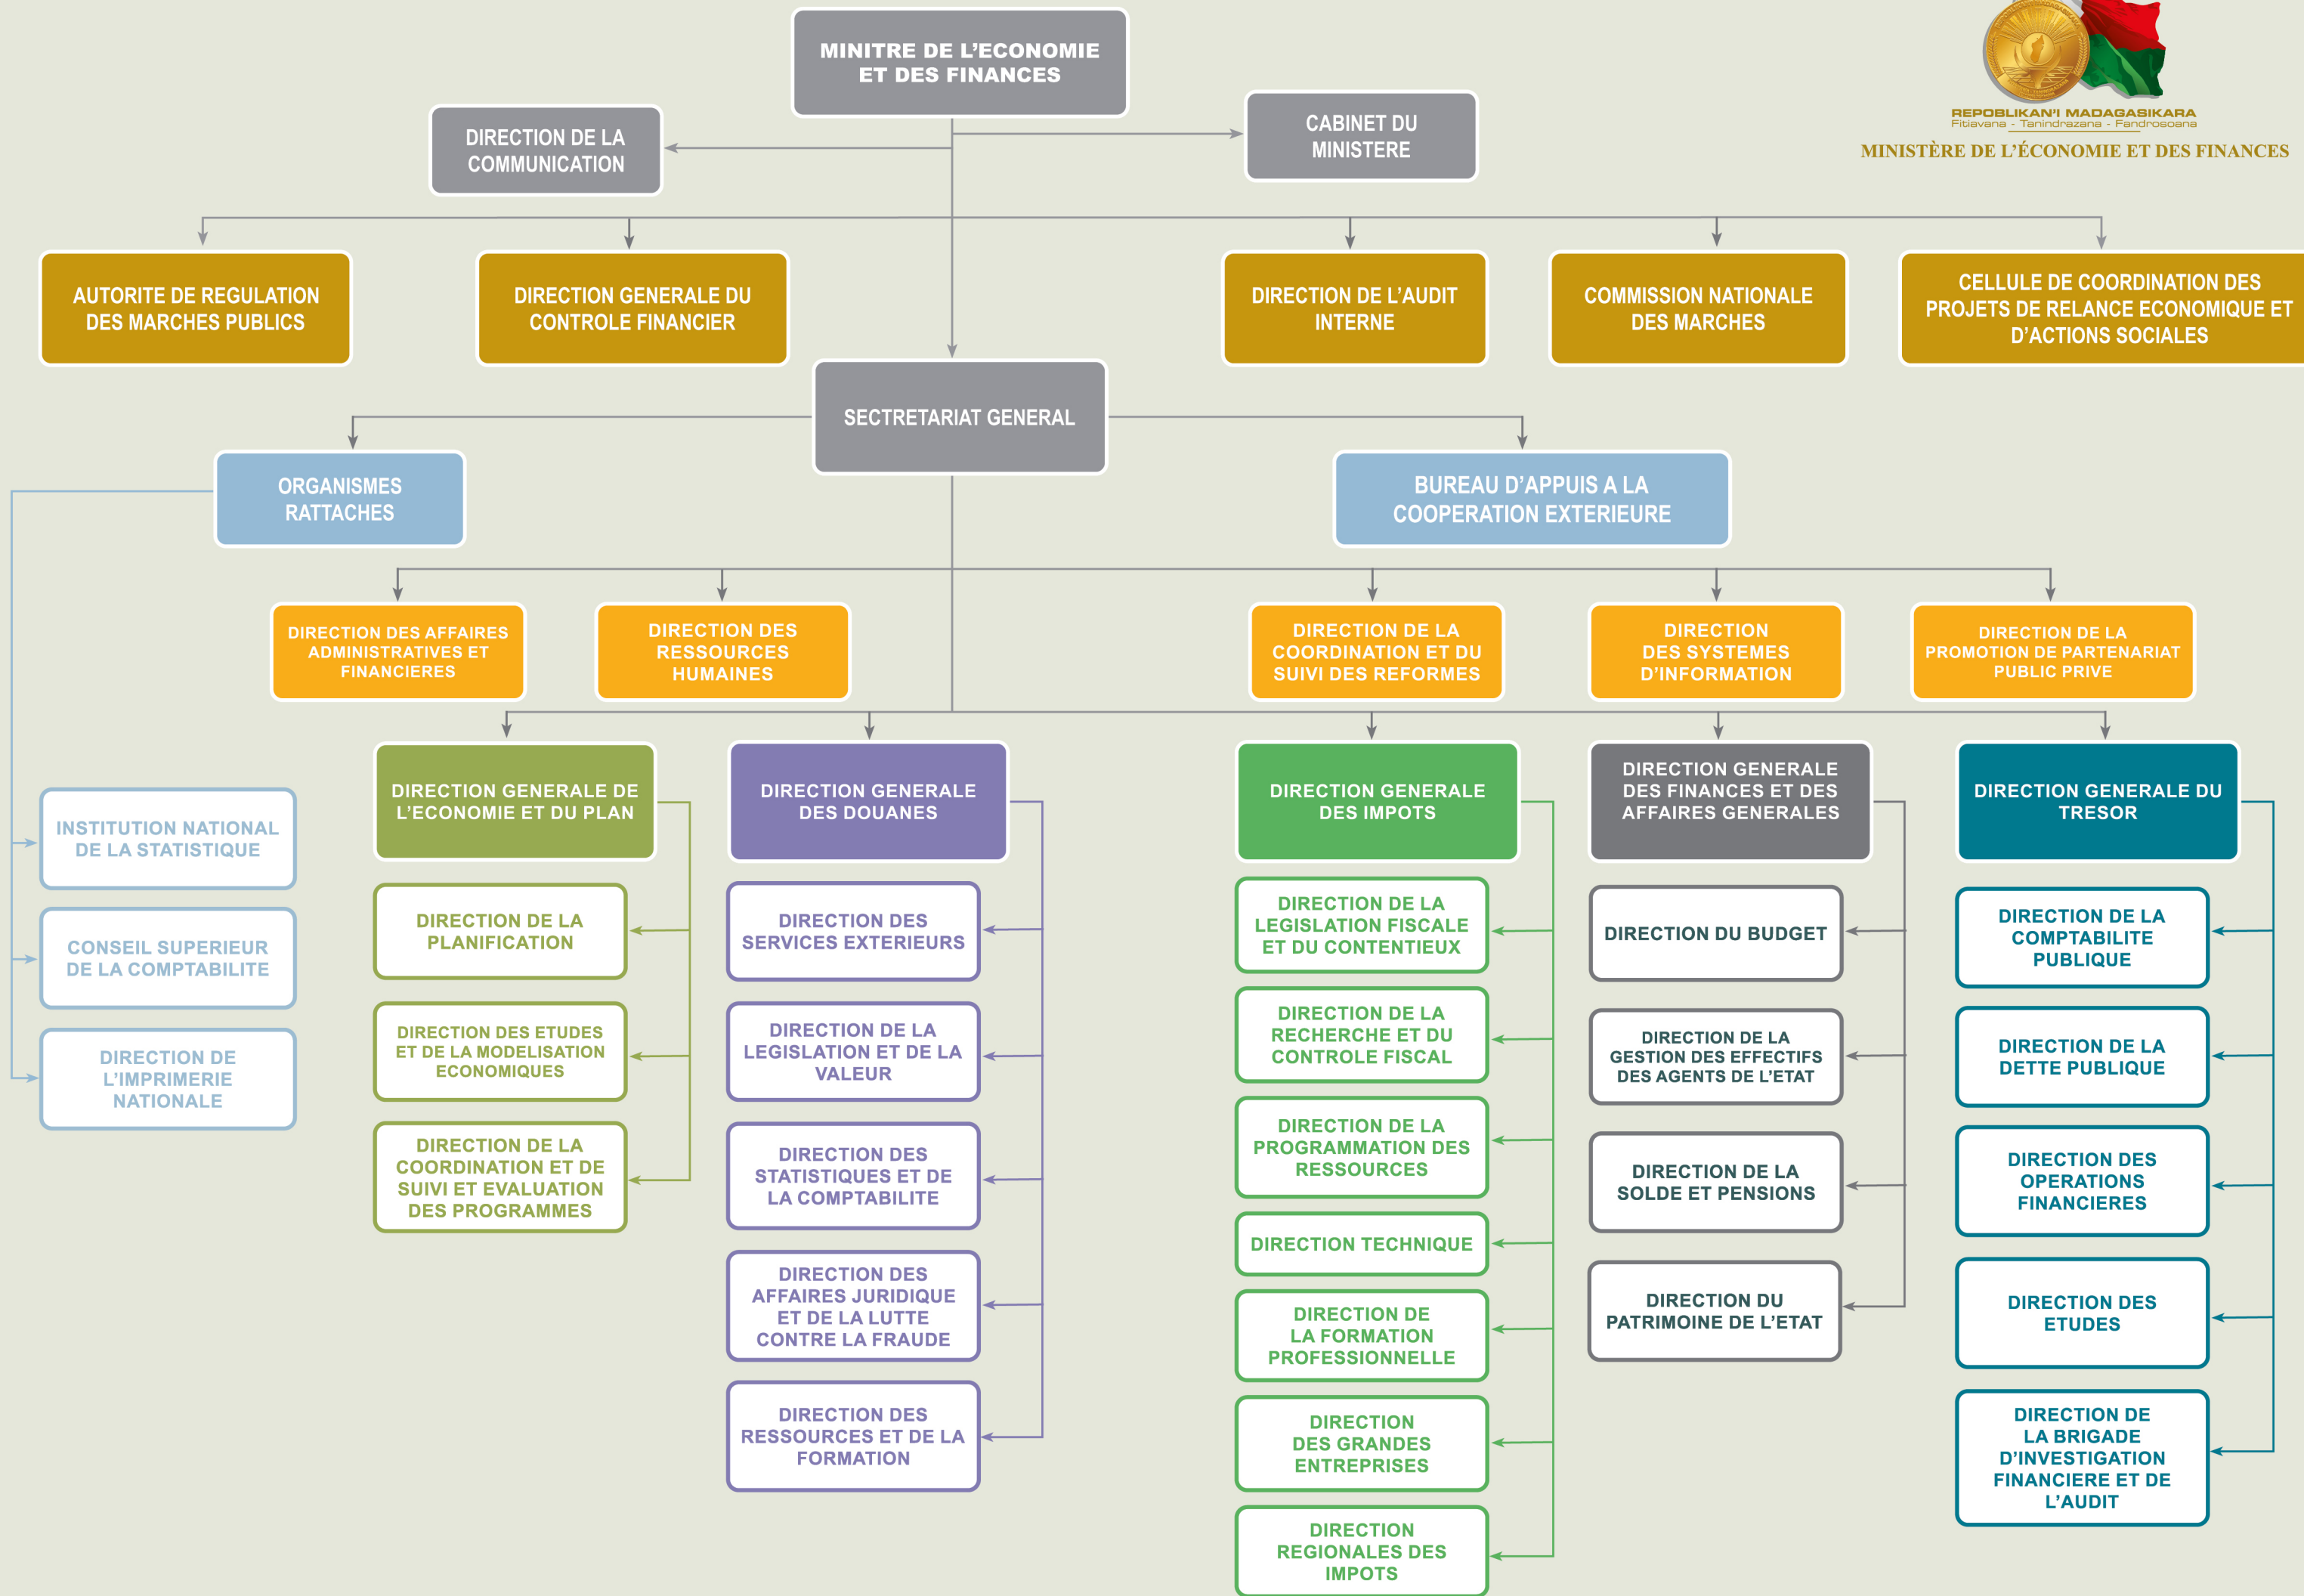 MINITRE DE L'ECONOMIE
ET DES FINANCES
REPOBLIKAN'I MADAGASIKARA
Fitiavana - Tanindrazana - Fandrosoana
MINISTÈRE DE L'ÉCONOMIE ET DES FINANCES
DIRECTION DE LA
COMMUNICATION
CABINET DU
MINISTERE
AUTORITE DE REGULATION
DES MARCHES PUBLICS
DIRECTION GENERALE DU
CONTROLE FINANCIER
DIRECTION DE L'AUDIT
INTERNE
COMMISSION NATIONALE
DES MARCHES
CELLULE DE COORDINATION DES
PROJETS DE RELANCE ECONOMIQUE ET
D'ACTIONS SOCIALES
SECTRETARIAT GENERAL
ORGANISMES
RATTACHES
BUREAU D'APPUIS A LA
COOPERATION EXTERIEURE
DIRECTION DES AFFAIRES
ADMINISTRATIVES ET
FINANCIERES
DIRECTION DES
RESSOURCES
HUMAINES
DIRECTION DE LA
COORDINATION ET DU
SUIVI DES REFORMES
DIRECTION
DES SYSTEMES
D'INFORMATION
DIRECTION DE LA
PROMOTION DE PARTENARIAT
PUBLIC PRIVE
INSTITUTION NATIONAL
DE LA STATISTIQUE
CONSEIL SUPERIEUR
DE LA COMPTABILITE
DIRECTION DE
L'IMPRIMERIE
NATIONALE
DIRECTION GENERALE DE
L'ECONOMIE ET DU PLAN
DIRECTION DE LA
PLANIFICATION
DIRECTION DES ETUDES
ET DE LA MODELISATION
ECONOMIQUES
DIRECTION DE LA
COORDINATION ET DE
SUIVI ET EVALUATION
DES PROGRAMMES
DIRECTION GENERALE
DES DOUANES
DIRECTION DES
SERVICES EXTERIEURS
DIRECTION DE LA
LEGISLATION ET DE LA
VALEUR
DIRECTION DES
STATISTIQUES ET DE
LA COMPTABILITE
DIRECTION DES
AFFAIRES JURIDIQUE
ET DE LA LUTTE
CONTRE LA FRAUDE
DIRECTION DES
RESSOURCES ET DE LA
FORMATION
DIRECTION GENERALE
DES IMPOTS
DIRECTION DE LA
LEGISLATION FISCALE
ET DU CONTENTIEUX
DIRECTION DE LA
RECHERCHE ET DU
CONTROLE FISCAL
DIRECTION DE LA
PROGRAMMATION DES
RESSOURCES
DIRECTION TECHNIQUE
DIRECTION DE
LA FORMATION
PROFESSIONNELLE
DIRECTION
DES GRANDES
ENTREPRISES
DIRECTION
REGIONALES DES
IMPOTS
DIRECTION GENERALE
DES FINANCES ET DES
AFFAIRES GENERALES
DIRECTION DU BUDGET
DIRECTION DE LA
GESTION DES EFFECTIFS
DES AGENTS DE L'ETAT
DIRECTION DE LA
SOLDE ET PENSIONS
DIRECTION DU
PATRIMOINE DE L'ETAT
DIRECTION GENERALE DU
TRESOR
DIRECTION DE LA
COMPTABILITE
PUBLIQUE
DIRECTION DE LA
DETTE PUBLIQUE
DIRECTION DES
OPERATIONS
FINANCIERES
DIRECTION DES
ETUDES
DIRECTION DE
LA BRIGADE
D'INVESTIGATION
FINANCIERE ET DE
L'AUDIT